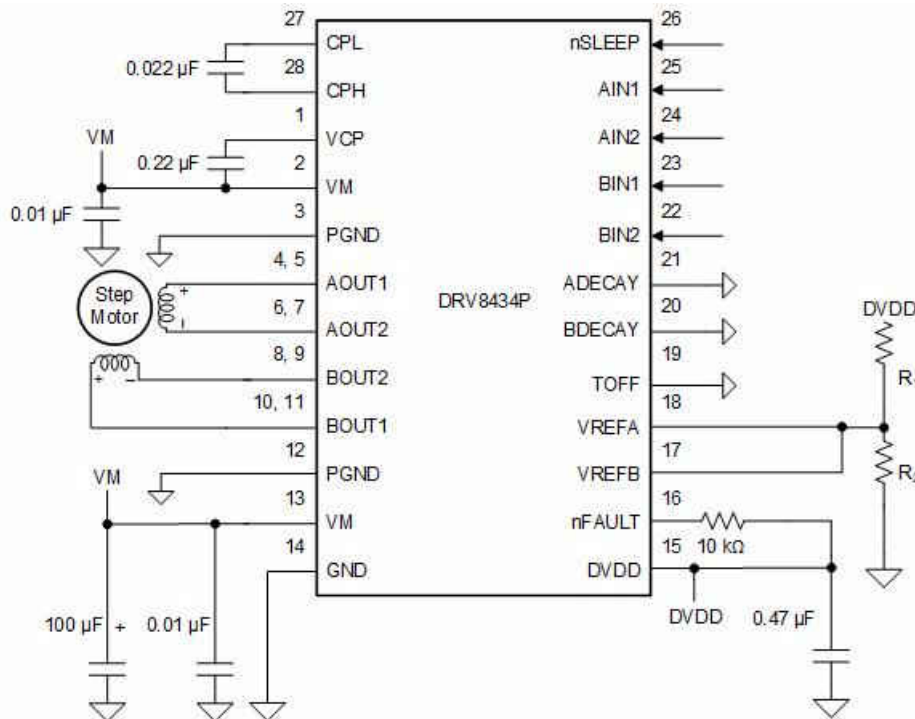 27
CPL
0.022 µF
28
CPH
1
VCP
VM
0.22 µF
2
VM
0.01 µF
3
PGND
4, 5
AOUT1
Step
Motor
+
–
6, 7
AOUT2
8, 9
BOUT2
+ –
10, 11
BOUT1
12
PGND
VM
13
VM
14
GND
100 µF +
0.01 µF
DRV8434P
26
nSLEEP
25
AIN1
24
AIN2
23
BIN1
22
BIN2
21
ADECAY
20
BDECAY
DVDD
19
TOFF
R
18
VREFA
17
VREFB
R
16
nFAULT
10 kΩ
15
DVDD
DVDD
0.47 µF